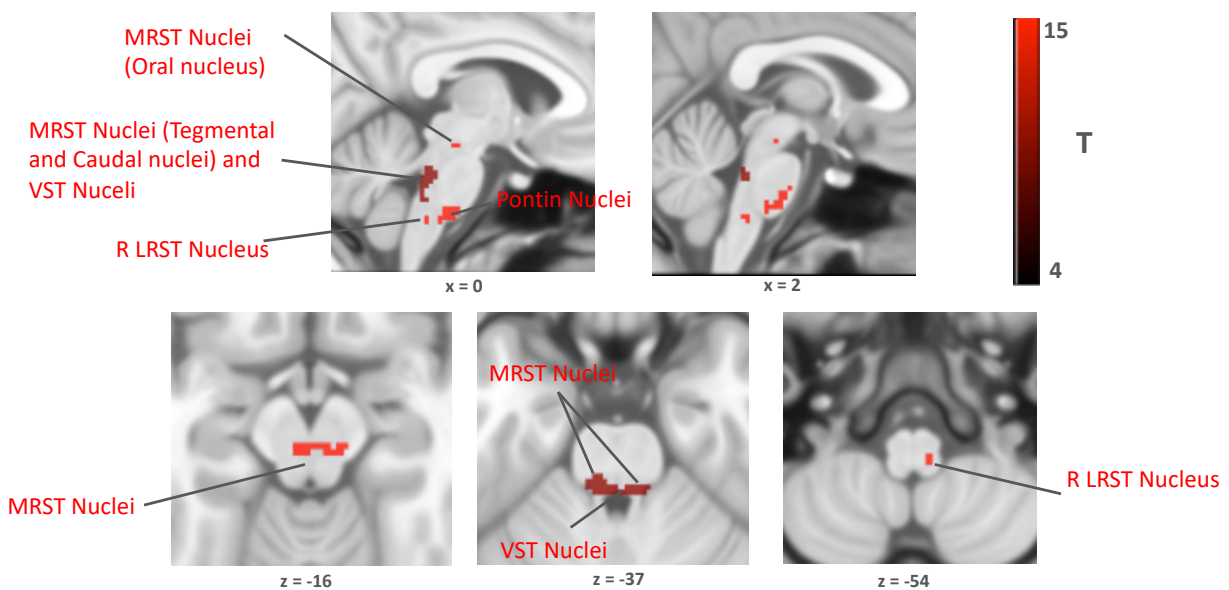 MRST Nuclei
(Oral nucleus)
MRST Nuclei (Tegmental
and Caudal nuclei) and
VST Nuceli
Pontin Nuclei
R LRST Nucleus
x = 0
x = 2
15
T
4
MRST Nuclei
MRST Nuclei
VST Nuclei
R LRST Nucleus
z = -16
z = -37
z = -54